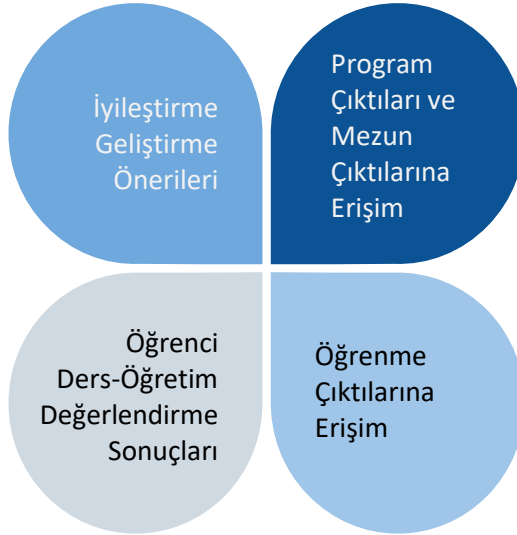 İyileştirme
Geliştirme
Önerileri
Program
Çıktıları ve
Mezun
Çıktılarına
Erişim
Öğrenci
Ders-Öğretim
Değerlendirme
Sonuçları
Öğrenme
Çıktılarına
Erişim